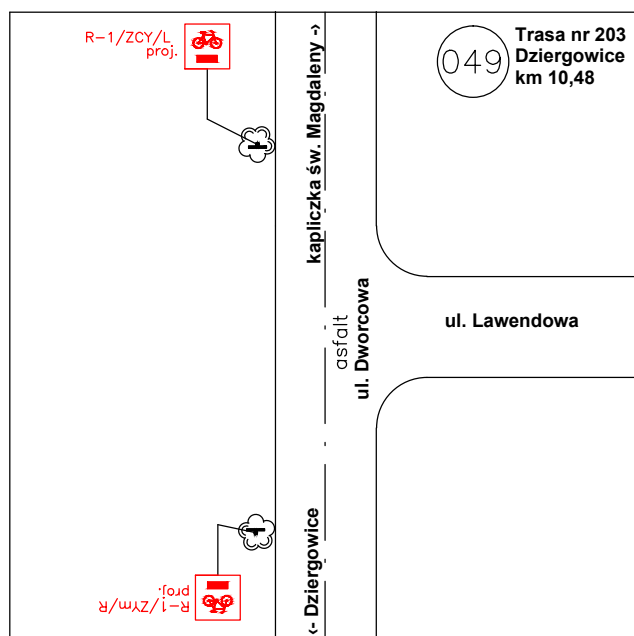 R-1/ZCY/L
proj.
049
Trasa nr 203
Dziergowice
km 10,48
kapliczka św. Magdaleny ->
asfalt
ul. Dworcowa
ul. Lawendowa
<- Dziergowice
R-1/ZYm/R
proj.